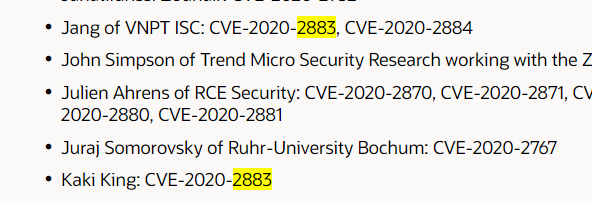 • Jang of VNPT ISC: CVE-2020-2883, CVE-2020-2884
• John Simpson of Trend Micro Security Research working with the Z
• Julien Ahrens of RCE Security: CVE-2020-2870, CVE-2020-2871, CV
2020-2880, CVE-2020-2881
• Juraj Somorovsky of Ruhr-University Bochum: CVE-2020-2767
• Kaki King: CVE-2020-2883